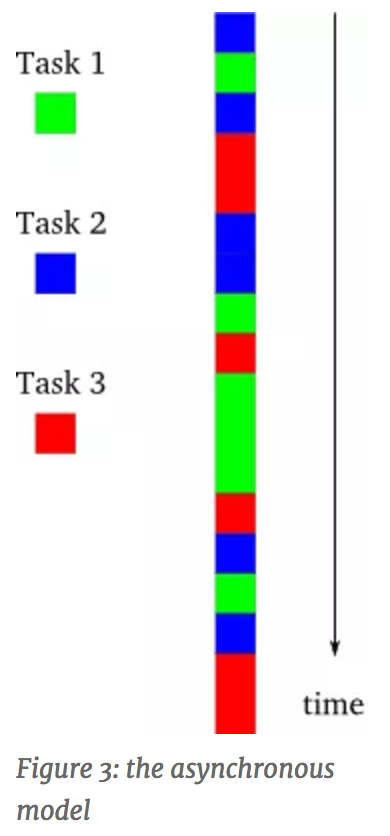 Task 1
Task 2
Task 3
time
Figure 3: the asynchronous
model